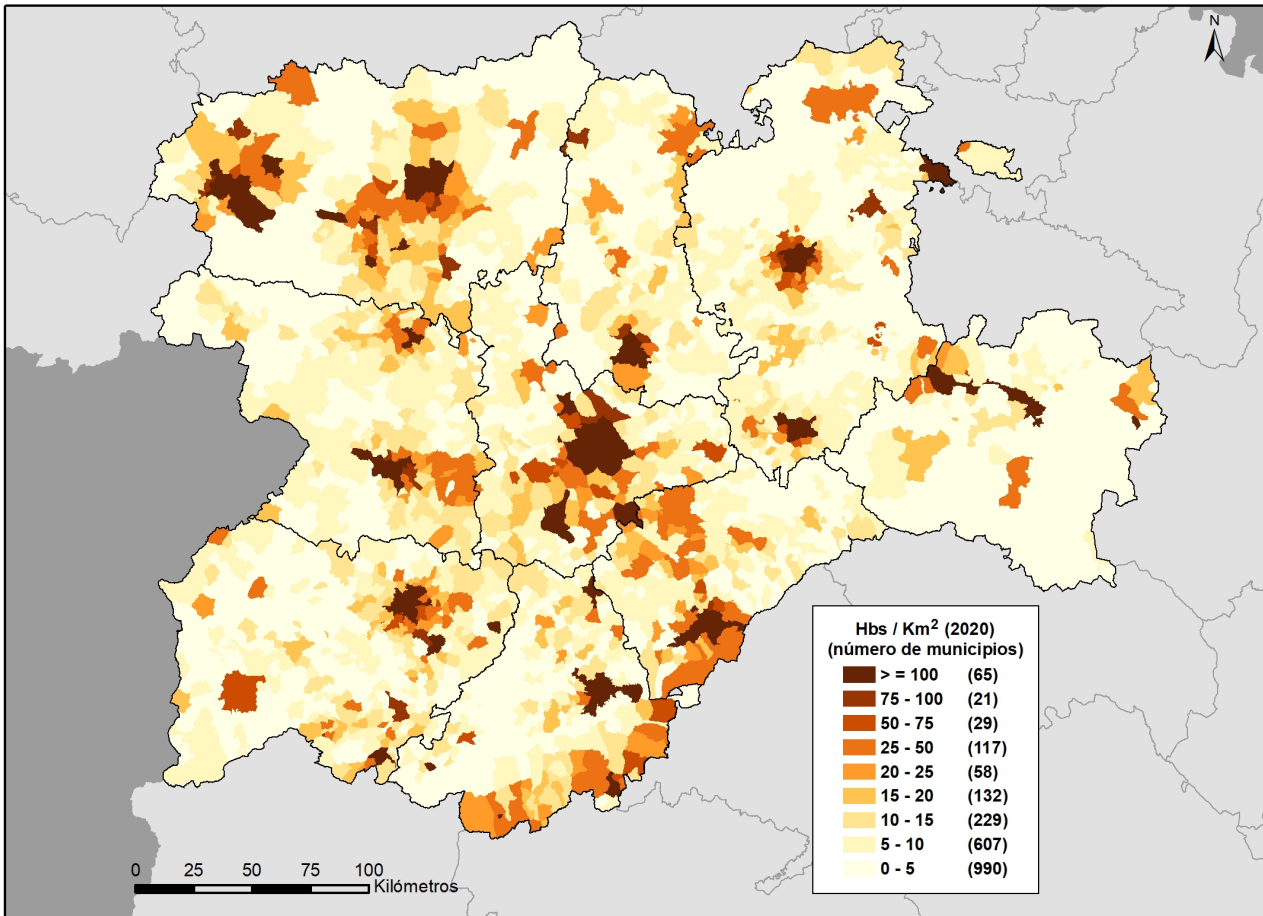 N
Hbs / Km² (2020)
(número de municipios)
> = 100 (65)
75 - 100 (21)
50 - 75 (29)
25 - 50 (117)
20 - 25 (58)
15 - 20 (132)
10 - 15 (229)
5 - 10 (607)
0 - 5 (990)
0 25 50 75 100
Kilómetros